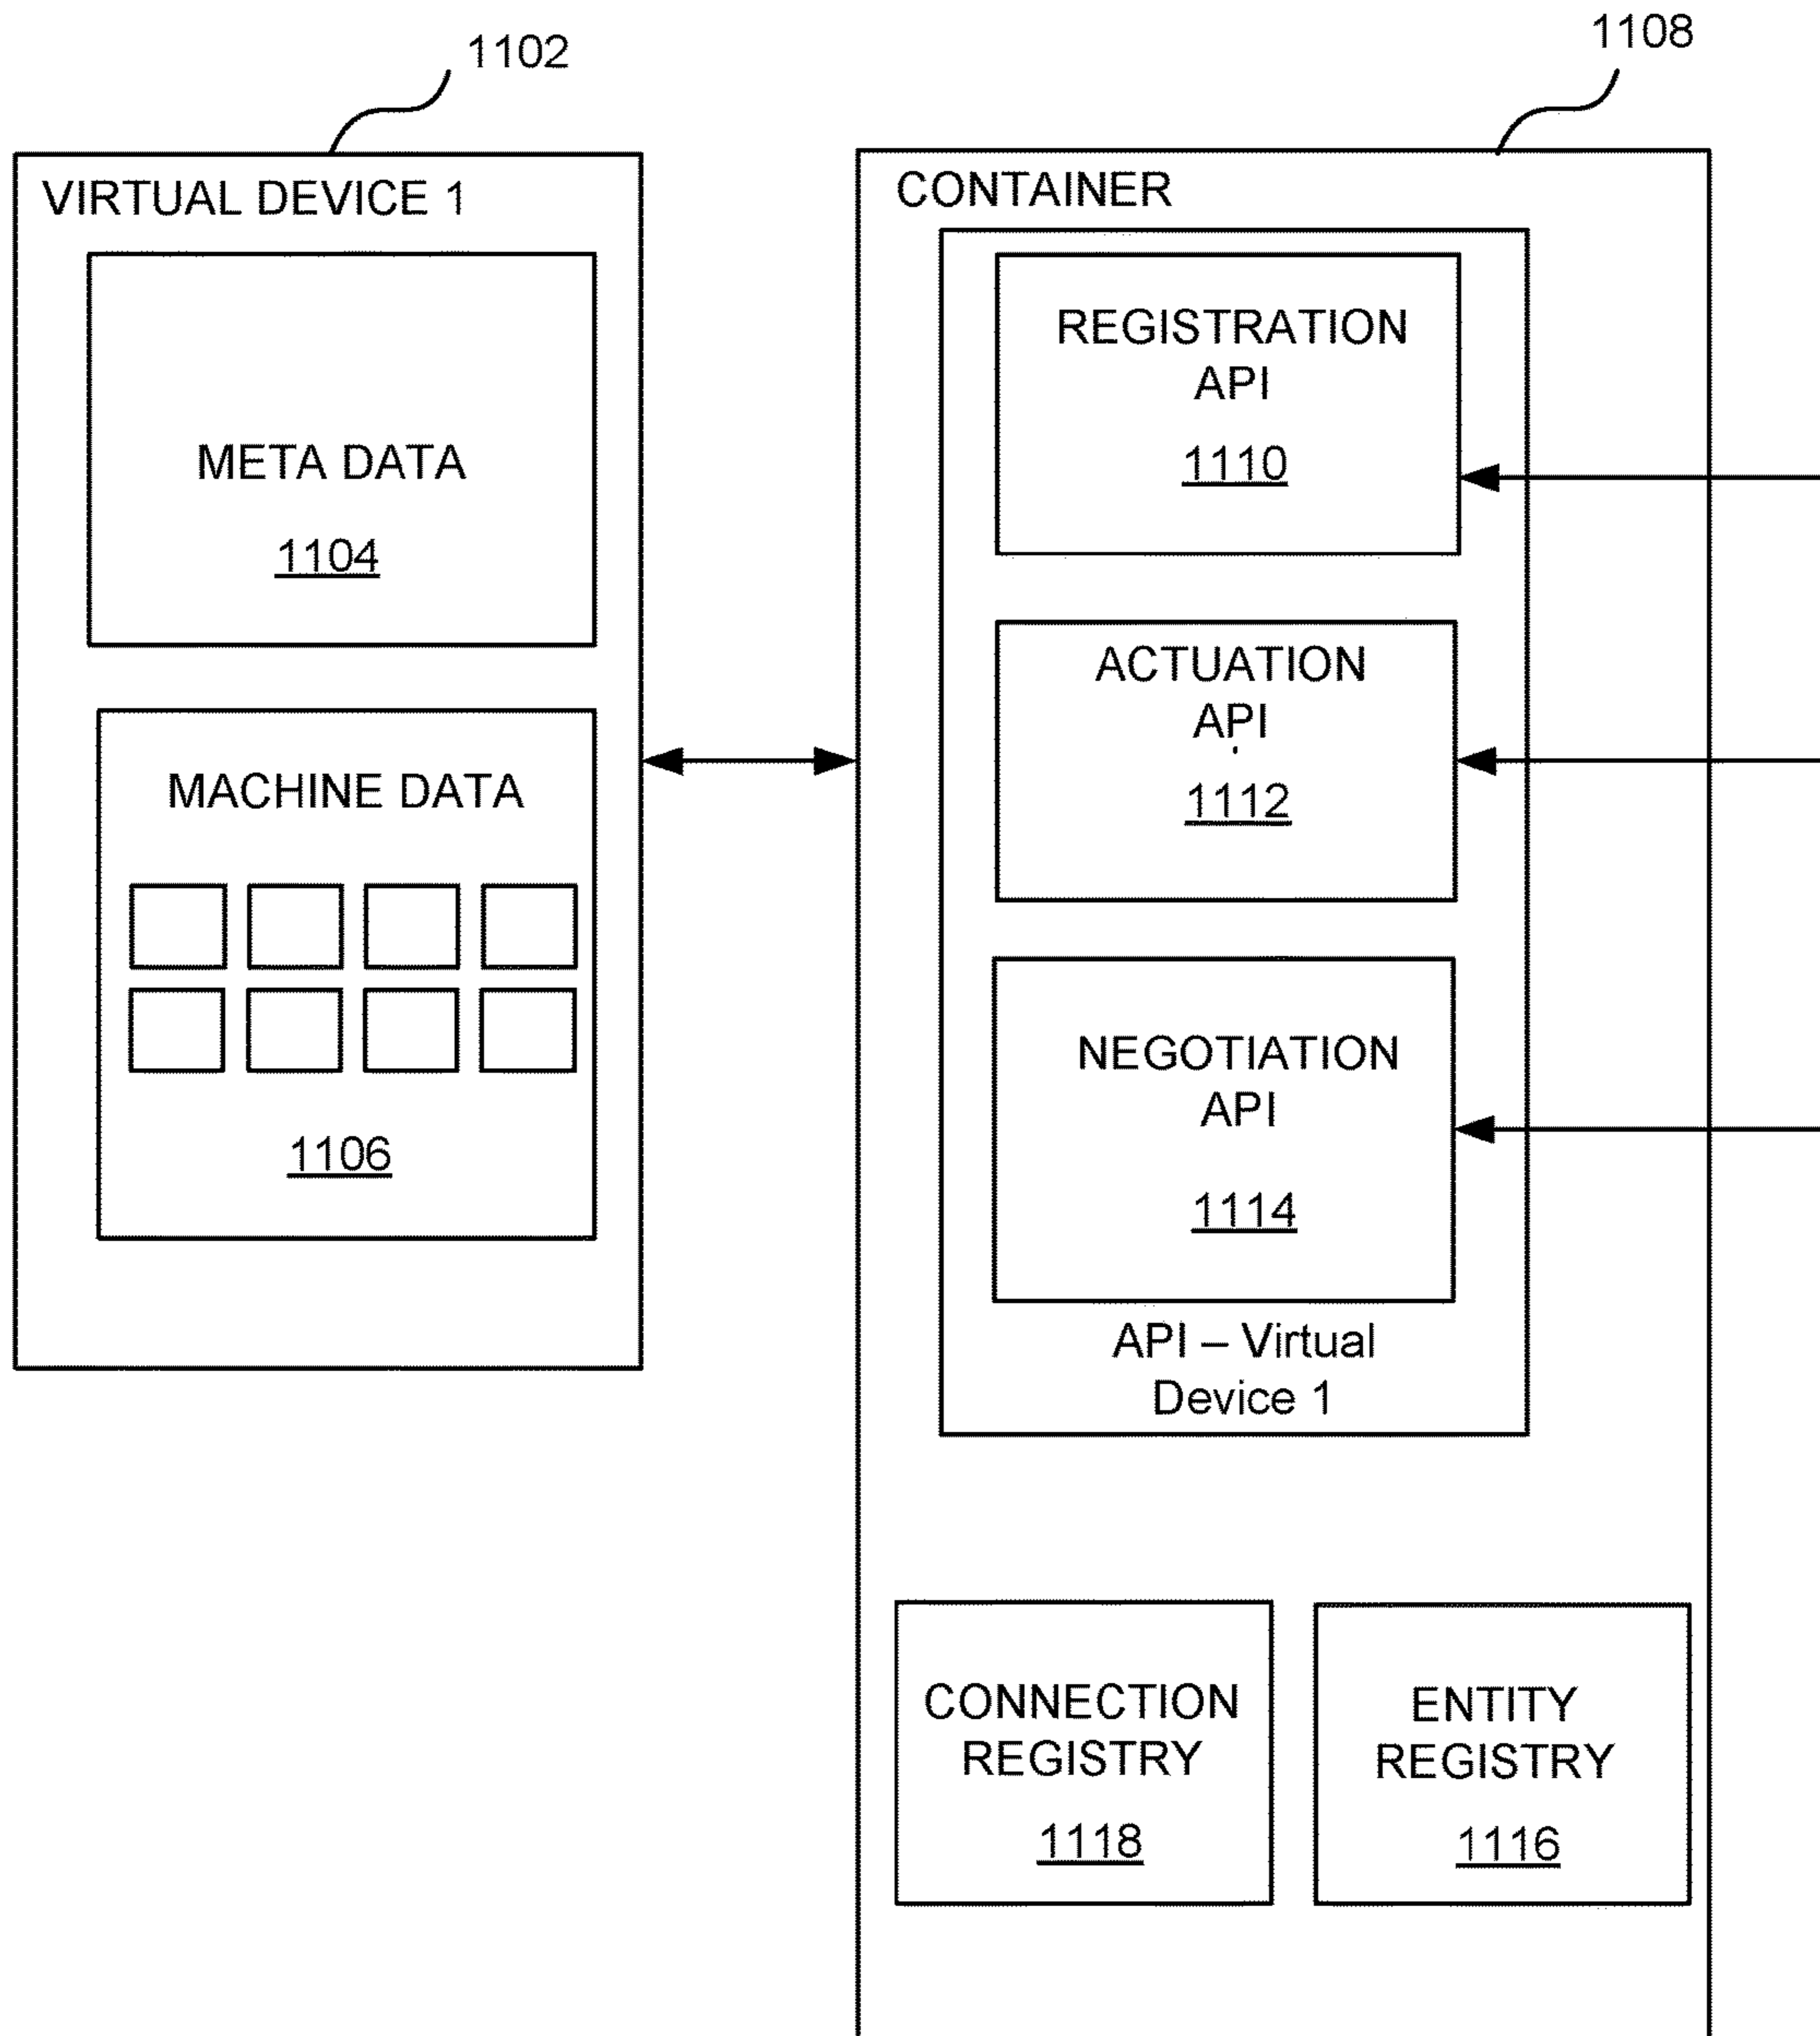 1102
1108
VIRTUAL DEVICE 1
META DATA
1104
MACHINE DATA
1106
CONTAINER
REGISTRATION
API
1110
ACTUATION
API
1112
NEGOTIATION
API
1114
API – Virtual
Device 1
CONNECTION
REGISTRY
1118
ENTITY
REGISTRY
1116